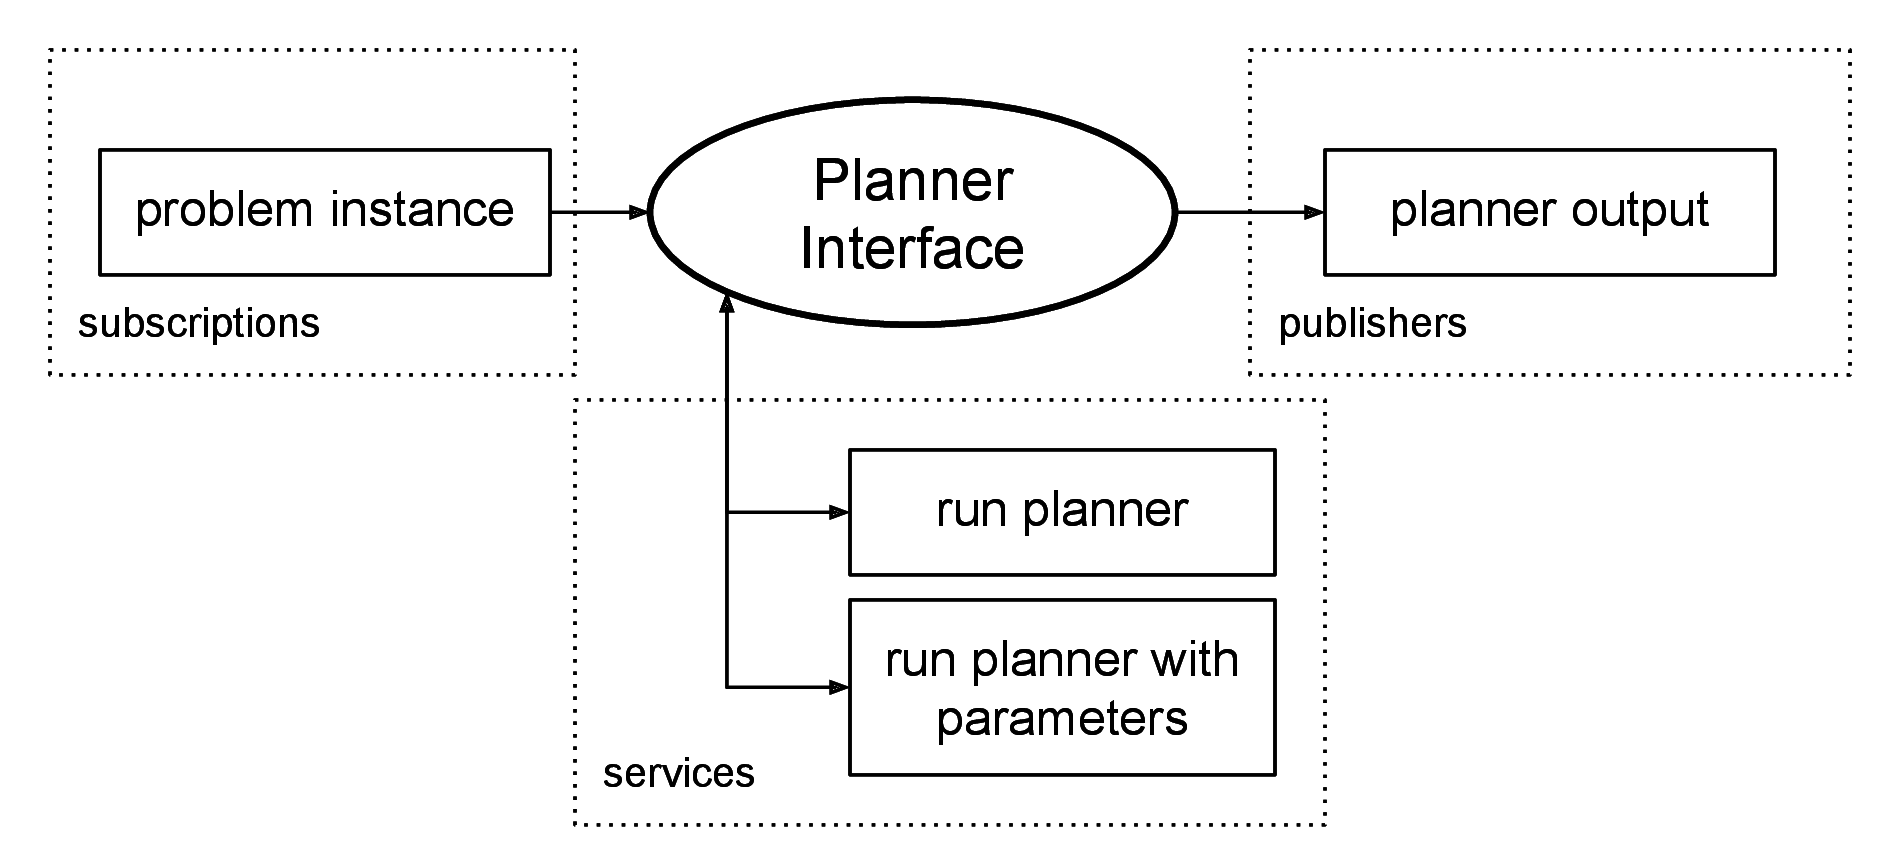 problem instance
subscriptions
Planner
Interface
planner output
publishers
run planner
run planner with
parameters
services